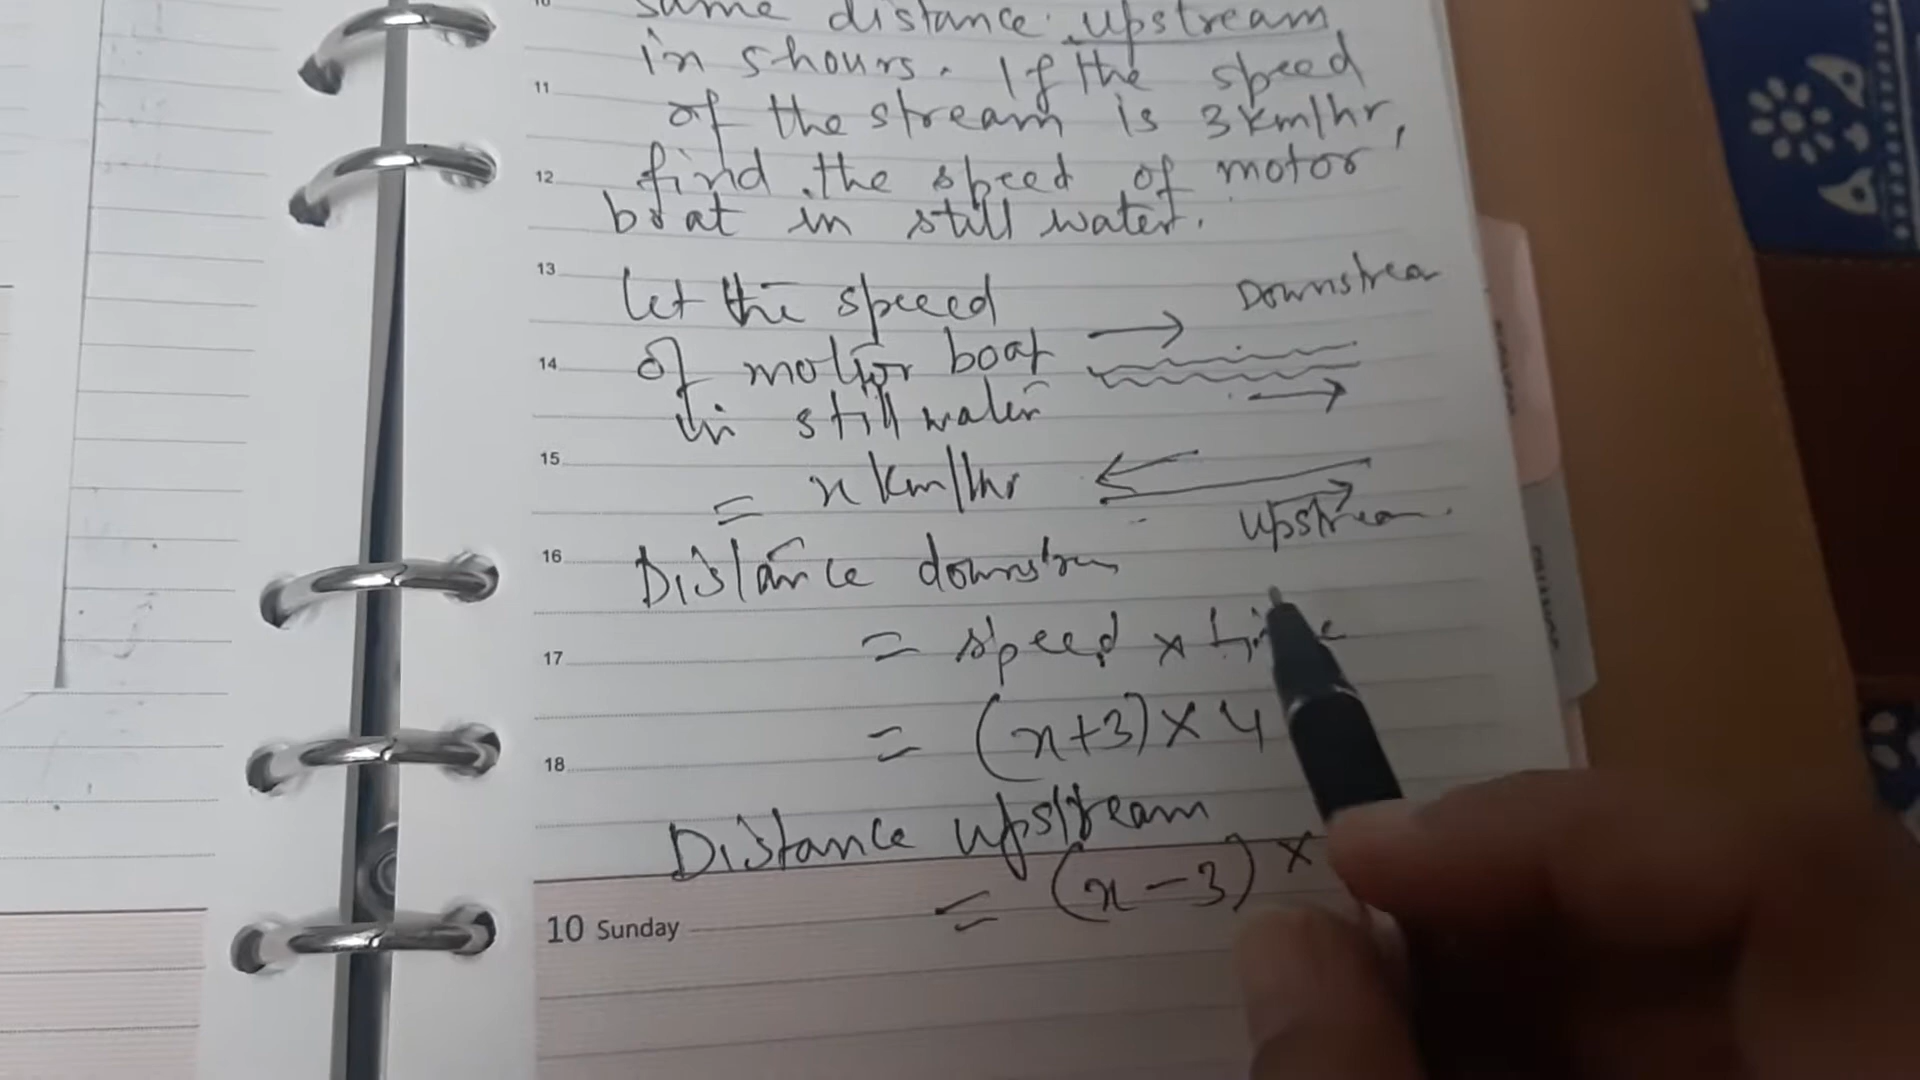 same distance upstream
in 5 hours. If the speed
11
of the stream is 3 km/hr,
12
find the speed of motor
boat in still water.
13
let the speed
Downstrea
14
of motor boat
in still water
15
= x km/hr
upstream
16
Distance downstrea
17
= speed x time
= (x+3) x 4
18
Distance upstream
= (x-3) x
10 Sunday